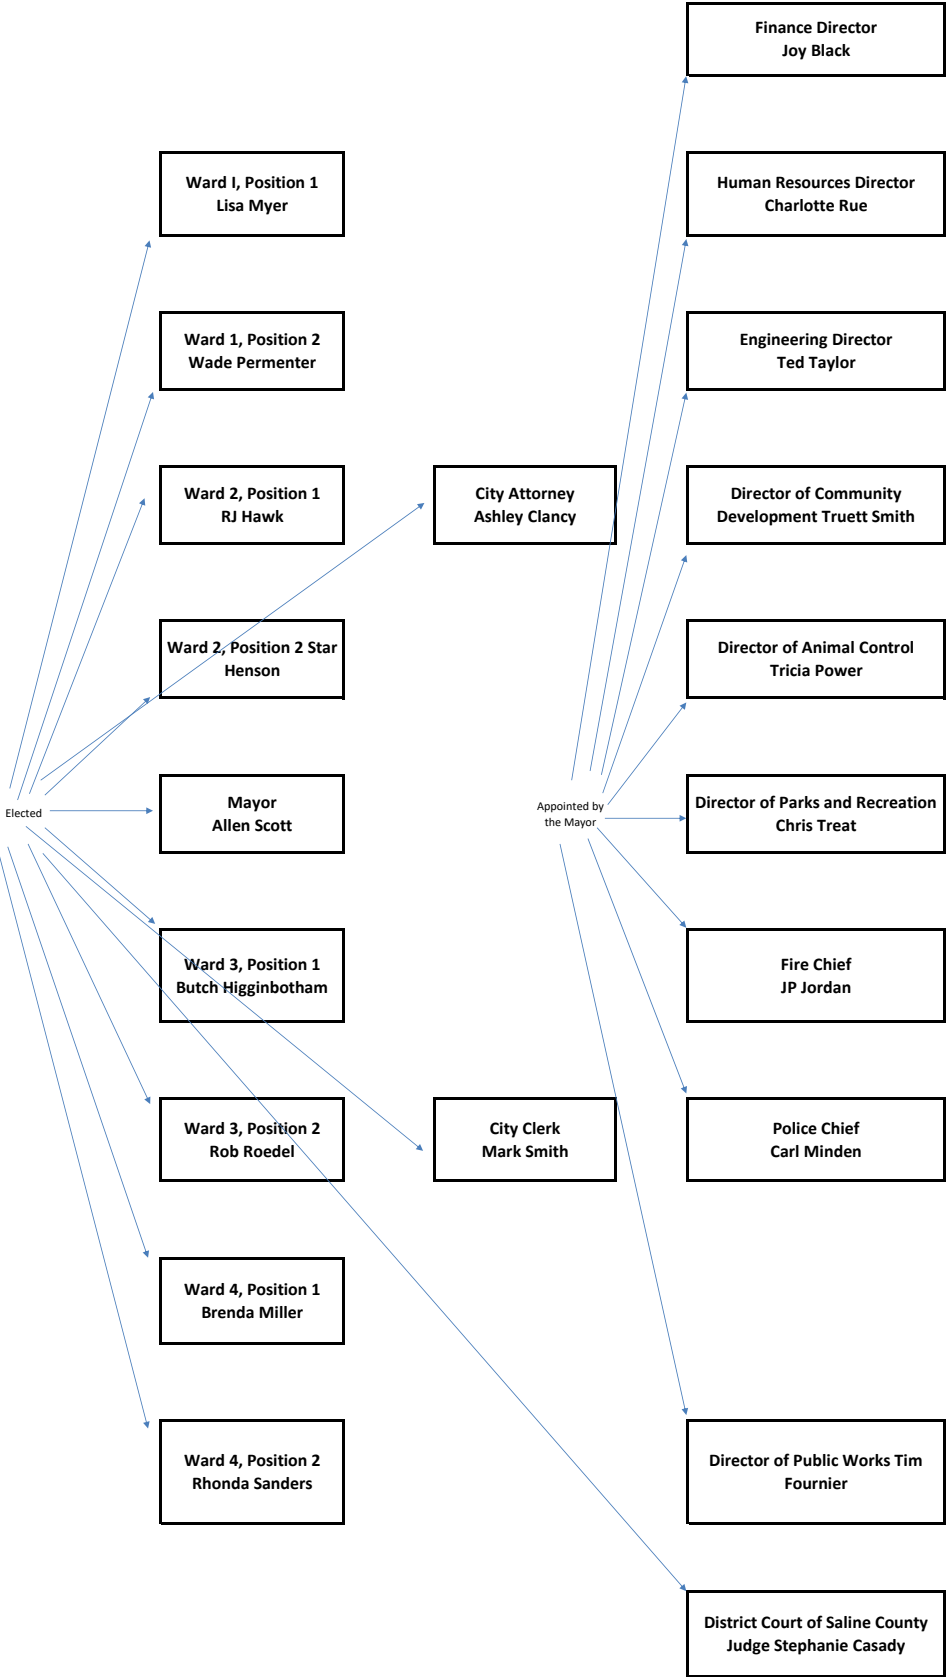 Finance Director
Joy Black
Ward I, Position 1
Lisa Myer
Human Resources Director
Charlotte Rue
Ward 1, Position 2
Wade Permenter
Engineering Director
Ted Taylor
Ward 2, Position 1
RJ Hawk
City Attorney
Ashley Clancy
Director of Community
Development Truett Smith
Ward 2, Position 2 Star
Henson
Director of Animal Control
Tricia Power
Elected
Mayor
Allen Scott
Appointed by
the Mayor
Director of Parks and Recreation
Chris Treat
Ward 3, Position 1
Butch Higginbotham
Fire Chief
JP Jordan
Ward 3, Position 2
Rob Roedel
City Clerk
Mark Smith
Police Chief
Carl Minden
Ward 4, Position 1
Brenda Miller
Ward 4, Position 2
Rhonda Sanders
Director of Public Works Tim
Fournier
District Court of Saline County
Judge Stephanie Casady